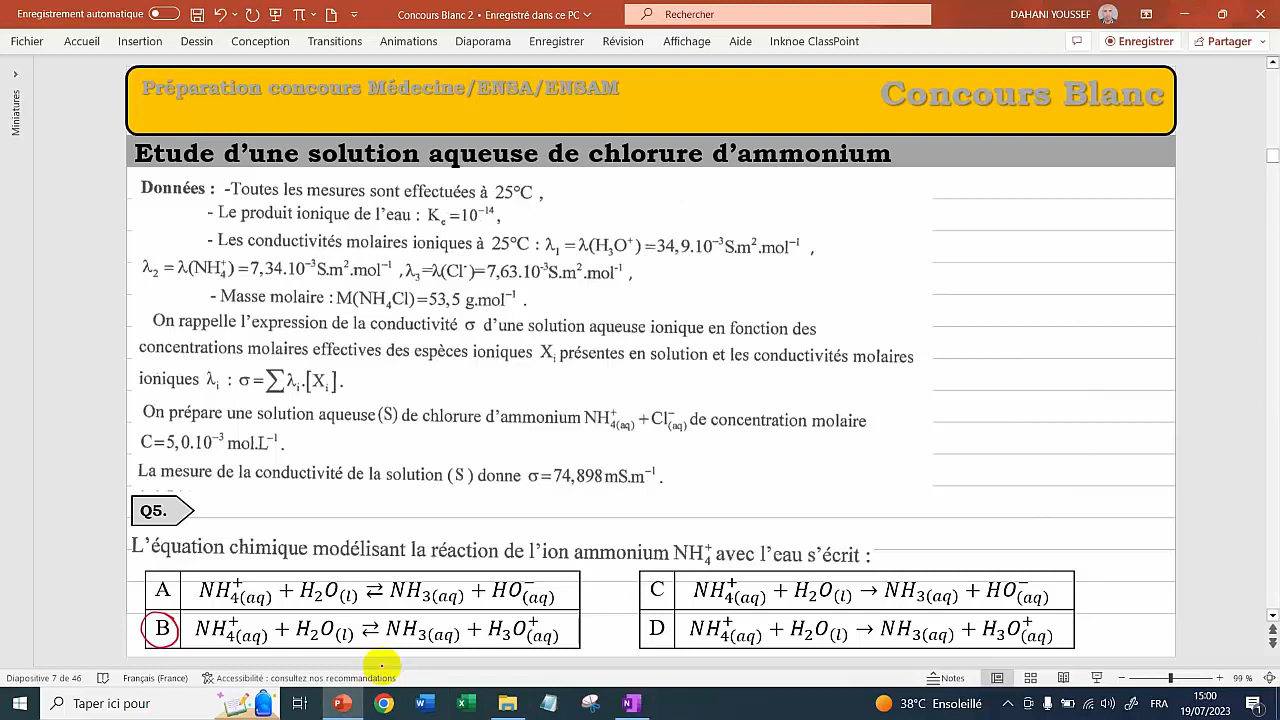 Enregistrement automatique
Concours Blanc 2 • Enregistré dans ce PC
Rechercher
DAHANI YOUSSEF
Fichier Accueil Insertion Dessin Conception Transitions Animations Diaporama Enregistrer Révision Affichage Aide Inknoe ClassPoint Enregistrer Partager
Miniatures
Préparation concours Médecine/ENSA/ENSAM
Concours Blanc
Etude d'une solution aqueuse de chlorure d'ammonium
Données : -Toutes les mesures sont effectuées à 25°C ,
- Le produit ionique de l'eau : Kₑ =10⁻¹⁴,
- Les conductivités molaires ioniques à 25°C : λ₁ = λ(H₃O⁺) =34,9.10⁻³S.m².mol⁻¹ ,
λ₂ = λ(NH₄⁺) =7,34.10⁻³S.m².mol⁻¹ ,λ₃=λ(Cl⁻)=7,63.10⁻³S.m².mol⁻¹ ,
- Masse molaire : M(NH₄Cl)=53,5 g.mol⁻¹ .
On rappelle l'expression de la conductivité σ d'une solution aqueuse ionique en fonction des
concentrations molaires effectives des espèces ioniques Xᵢ présentes en solution et les conductivités molaires
ioniques λᵢ : σ=∑λᵢ.[Xᵢ].
On prépare une solution aqueuse (S) de chlorure d'ammonium NH₄⁺(aq) + Cl⁻(aq) de concentration molaire
C=5,0.10⁻³ mol.L⁻¹.
La mesure de la conductivité de la solution (S) donne σ=74,898mS.m⁻¹ .
Q5.
L'équation chimique modélisant la réaction de l'ion ammonium NH₄⁺ avec l'eau s'écrit :
A NH₄⁺(aq) + H₂O(l) ⇄ NH₃(aq) + HO⁻(aq)
C NH₄⁺(aq) + H₂O(l) → NH₃(aq) + HO⁻(aq)
B NH₄⁺(aq) + H₂O(l) ⇄ NH₃(aq) + H₃O⁺(aq)
D NH₄⁺(aq) + H₂O(l) → NH₃(aq) + H₃O⁺(aq)
Diapositive 7 de 46 Français (France) Accessibilité : consultez nos recommandations Notes 99 %
Taper ici pour 38°C Ensoleillé FRA 15:00
19/07/2023